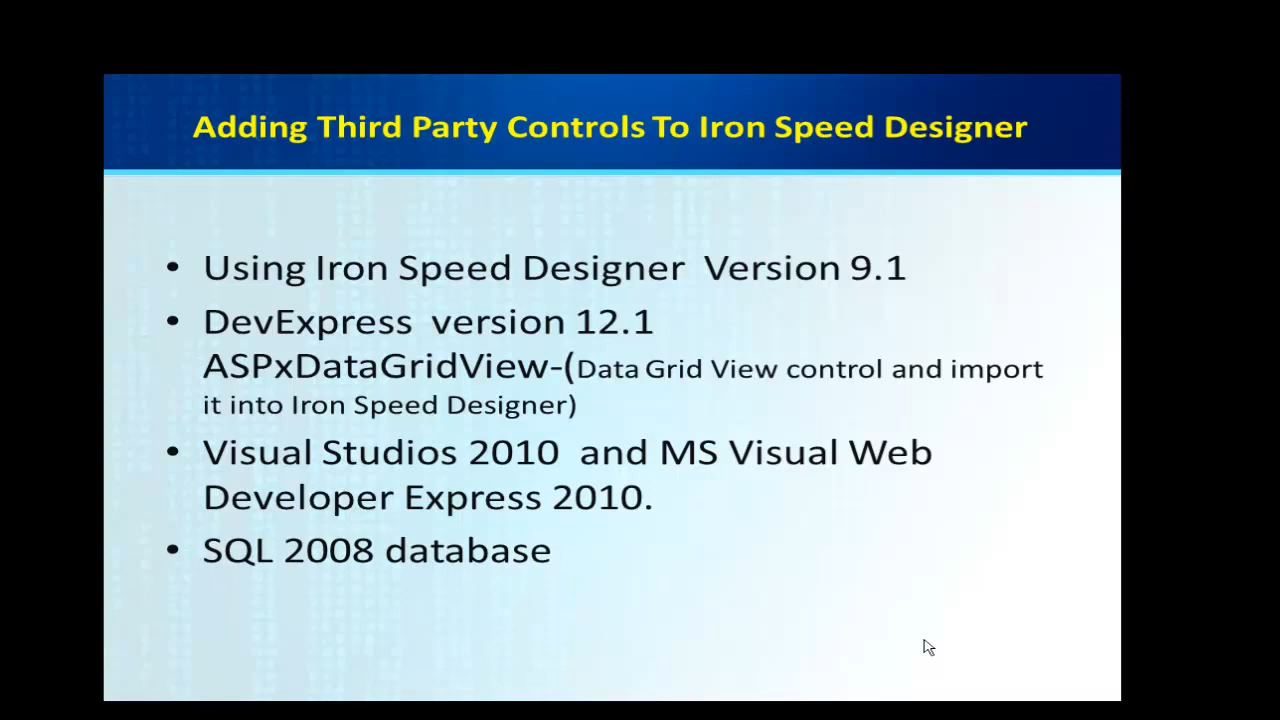 Adding Third Party Controls To Iron Speed Designer
• Using Iron Speed Designer Version 9.1
• DevExpress version 12.1
ASPxDataGridView-(Data Grid View control and import
it into Iron Speed Designer)
• Visual Studios 2010 and MS Visual Web
Developer Express 2010.
• SQL 2008 database